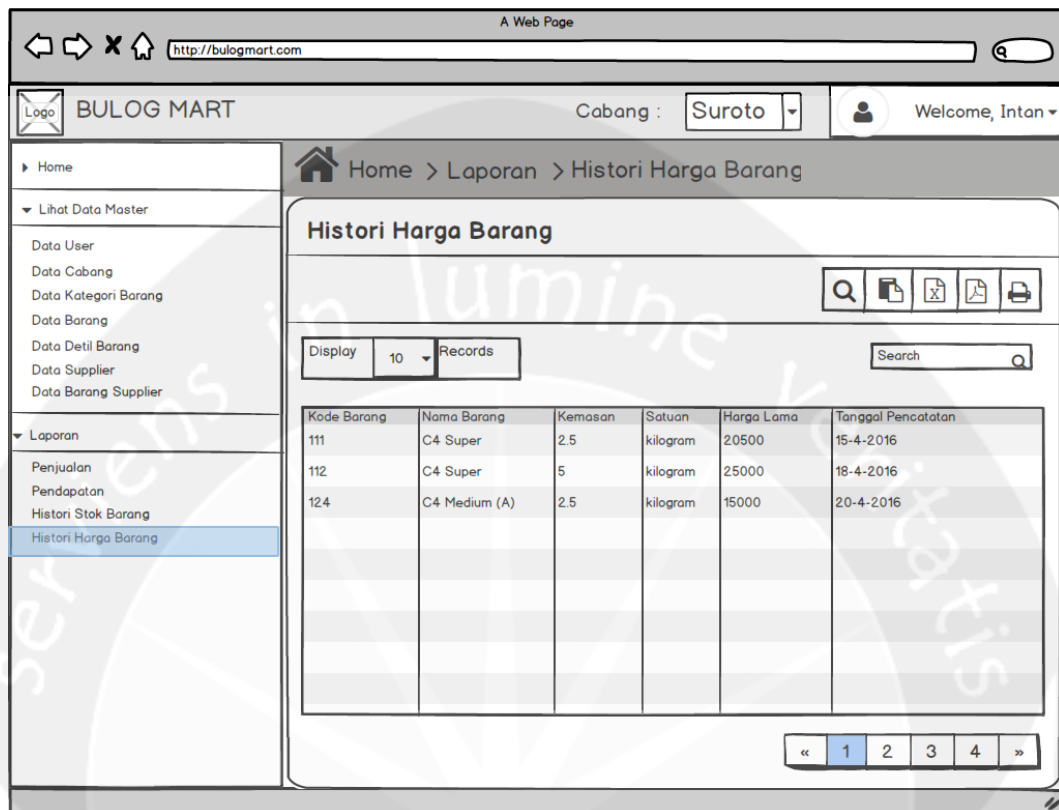 A Web Page
http://bulogmart.com
Logo BULOG MART Cabang : Suroto Welcome, Intan
Home
Home > Laporan > Histori Harga Barang
Lihat Data Master
Data User
Data Cabang
Data Kategori Barang
Data Barang
Data Detil Barang
Data Supplier
Data Barang Supplier
Laporan
Penjualan
Pendapatan
Histori Stok Barang
Histori Harga Barang
Histori Harga Barang
Display 10 Records Search
Kode Barang Nama Barang Kemasan Satuan Harga Lama Tanggal Pencatatan
111 C4 Super 2.5 kilogram 20500 15-4-2016
112 C4 Super 5 kilogram 25000 18-4-2016
124 C4 Medium (A) 2.5 kilogram 15000 20-4-2016
« 1 2 3 4 »
serviens in lumine veritatis